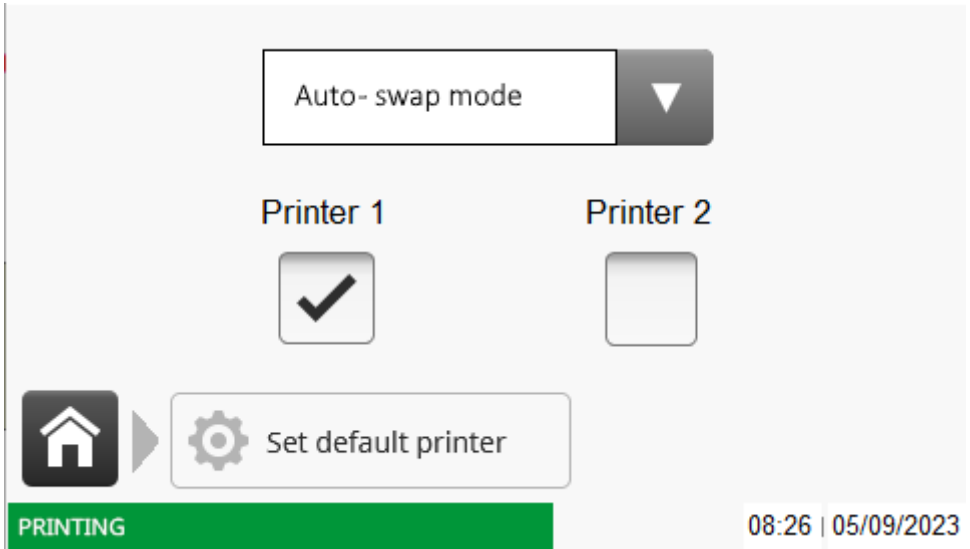 Auto- swap mode
Printer 1 Printer 2
Set default printer
PRINTING 08:26 | 05/09/2023